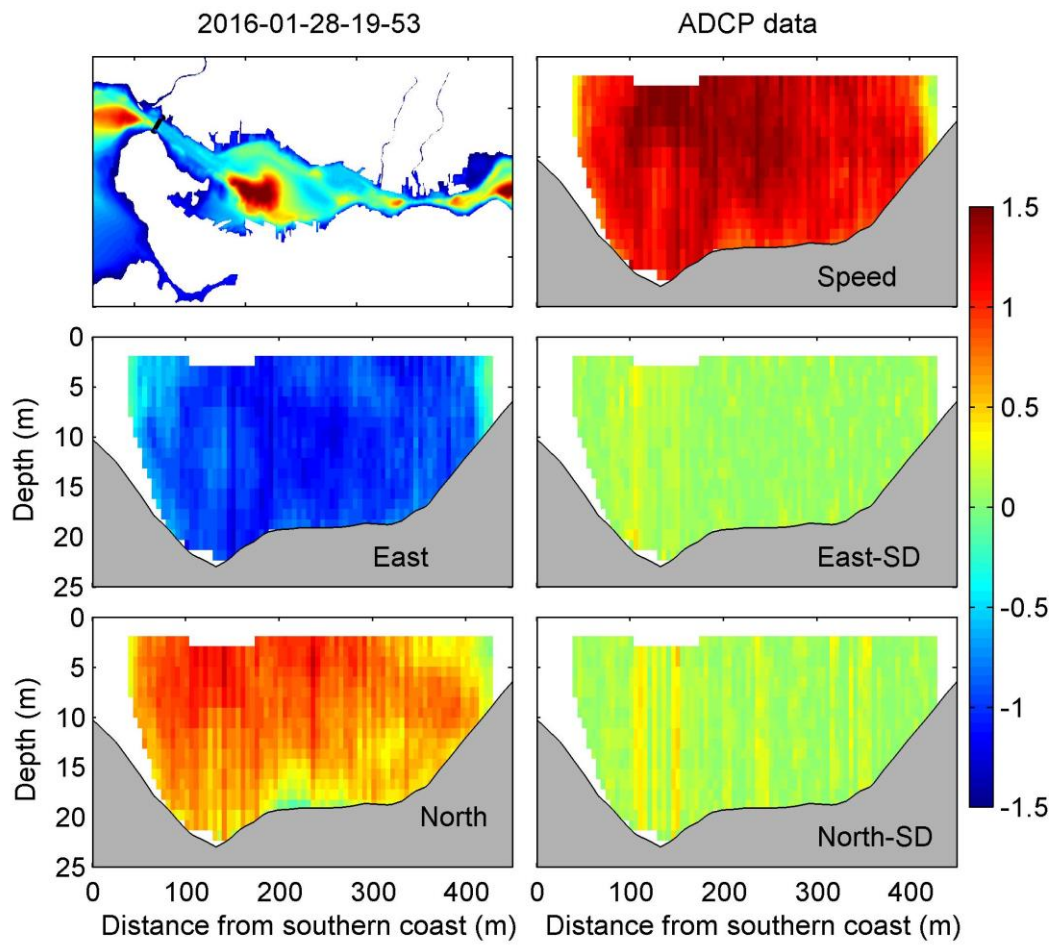 2016-01-28-19-53
ADCP data
Speed
1.5
1
0.5
0
-0.5
-1
-1.5
0
5
10
15
20
25
Depth (m)
East
East-SD
0
5
10
15
20
25
Depth (m)
North
North-SD
0 100 200 300 400
0 100 200 300 400
Distance from southern coast (m)
Distance from southern coast (m)